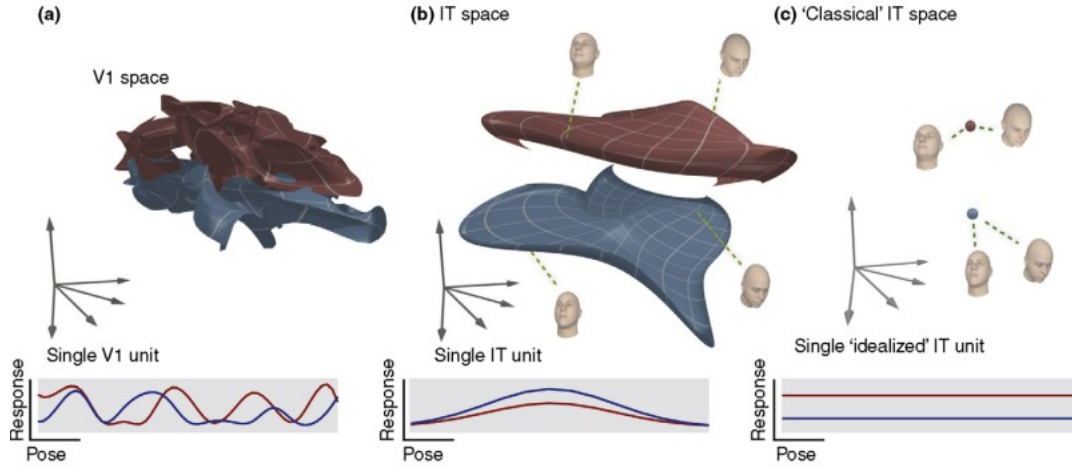 (a)
V1 space
Single V1 unit
Response
Pose
(b) IT space
Single IT unit
Response
Pose
(c) 'Classical' IT space
Single 'idealized' IT unit
Response
Pose